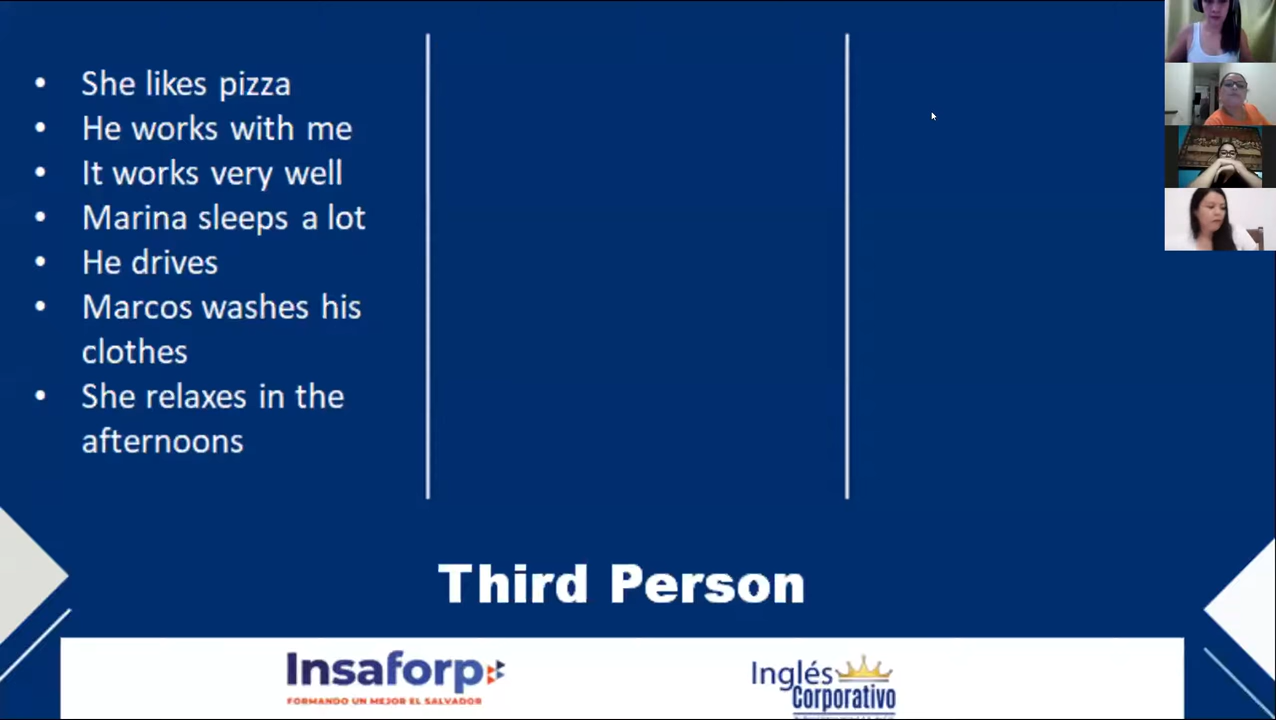 • She likes pizza
• He works with me
• It works very well
• Marina sleeps a lot
• He drives
• Marcos washes his
clothes
• She relaxes in the
afternoons
Third Person
Insaforp
FORMANDO UN MEJOR EL SALVADOR
Inglés
Corporativo